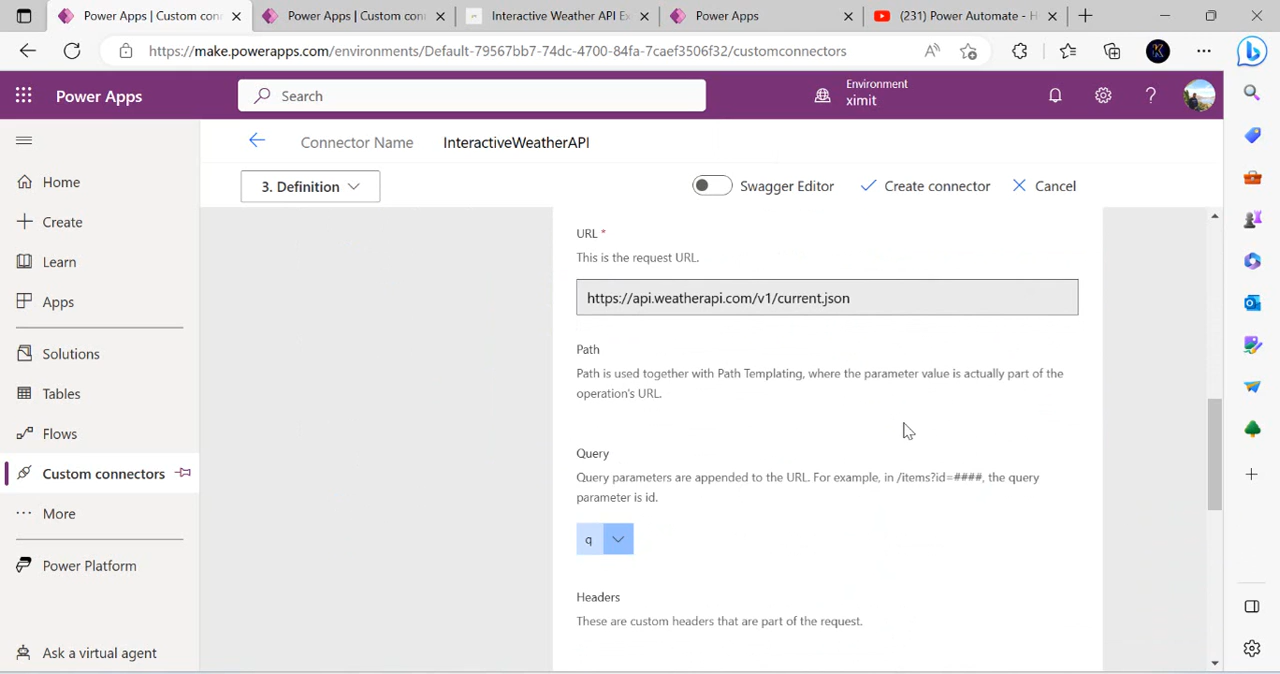 Power Apps | Custom con
Power Apps | Custom conn
Interactive Weather API Ex
Power Apps
(231) Power Automate - H
https://make.powerapps.com/environments/Default-79567bb7-74dc-4700-84fa-7caef3506f32/customconnectors
Power Apps
Search
Environment
ximit
Connector Name
InteractiveWeatherAPI
3. Definition
Swagger Editor
Create connector
Cancel
Home
Create
Learn
Apps
Solutions
Tables
Flows
Custom connectors
More
Power Platform
Ask a virtual agent
URL *
This is the request URL.
https://api.weatherapi.com/v1/current.json
Path
Path is used together with Path Templating, where the parameter value is actually part of the
operation's URL.
Query
Query parameters are appended to the URL. For example, in /items?id=####, the query
parameter is id.
q
Headers
These are custom headers that are part of the request.